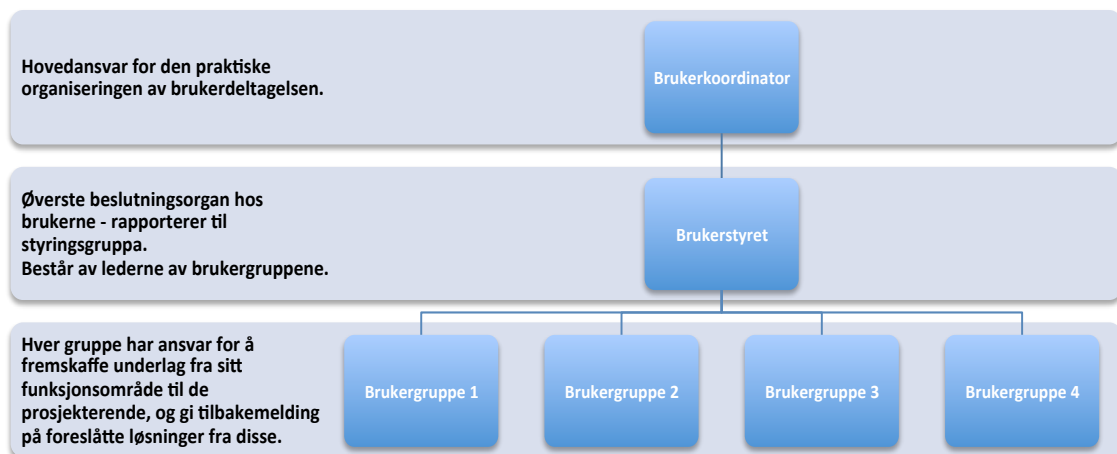 Hovedansvar for den praktiske
organiseringen av brukerdeltagelsen.
Brukerkoordinator
Øverste beslutningsorgan hos
brukerne - rapporterer til
styringsgruppa.
Består av lederne av brukergruppene.
Brukerstyret
Hver gruppe har ansvar for å
fremskaffe underlag fra sitt
funksjonsområde til de
prosjekterende, og gi tilbakemelding
på foreslåtte løsninger fra disse.
Brukergruppe 1
Brukergruppe 2
Brukergruppe 3
Brukergruppe 4